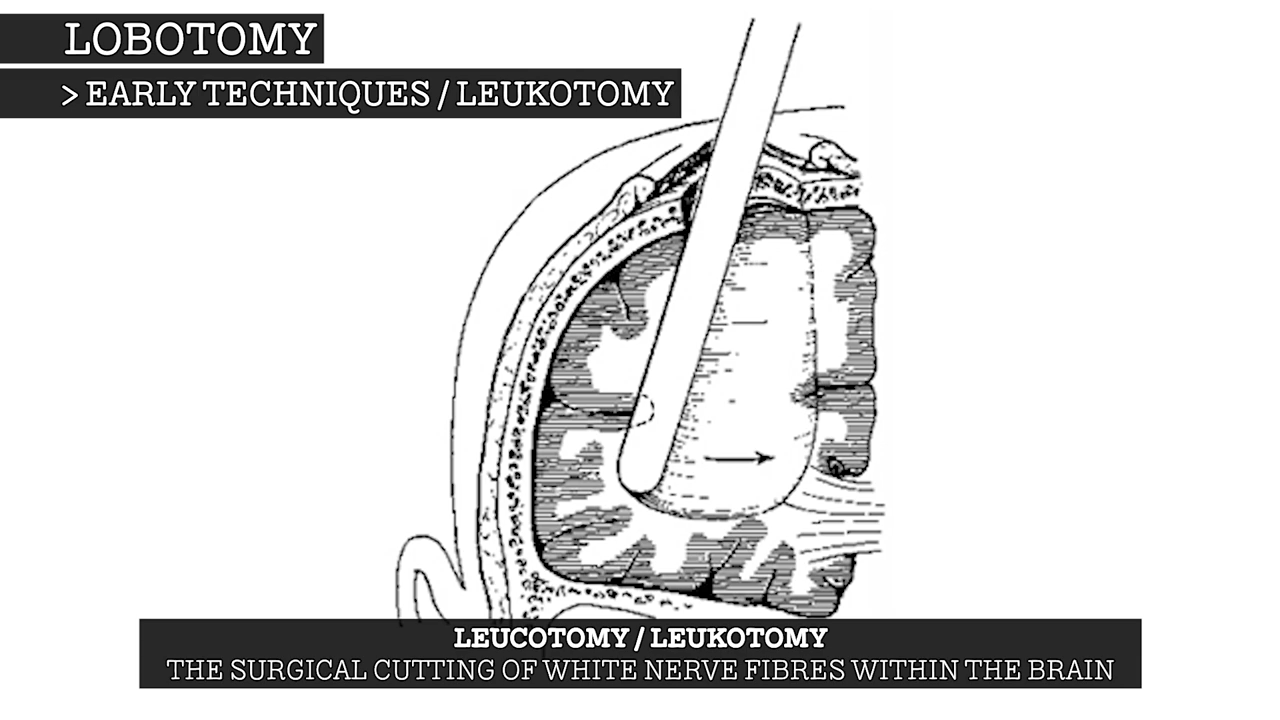 LOBOTOMY
> EARLY TECHNIQUES / LEUKOTOMY
LEUCOTOMY / LEUKOTOMY
THE SURGICAL CUTTING OF WHITE NERVE FIBRES WITHIN THE BRAIN